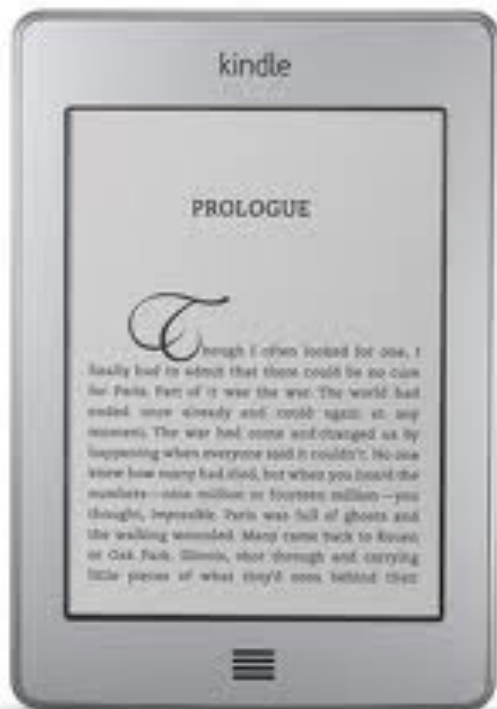 kindle
PROLOGUE
Though I often looked for one, I
finally had to admit that there could be no cure
for Paris. Part of it was the war. The world had
ended once already and could again at any
moment. The war had come and changed us by
happening when everyone said it couldn't. No one
knew how many had died, but when you heard the
numbers—nine million or fourteen million—you
thought, Impossible. Paris was full of ghosts and
the walking wounded. Many came back to Rouen
or Oak Park, Illinois, shot through and carrying
little pieces of what they'd seen behind their